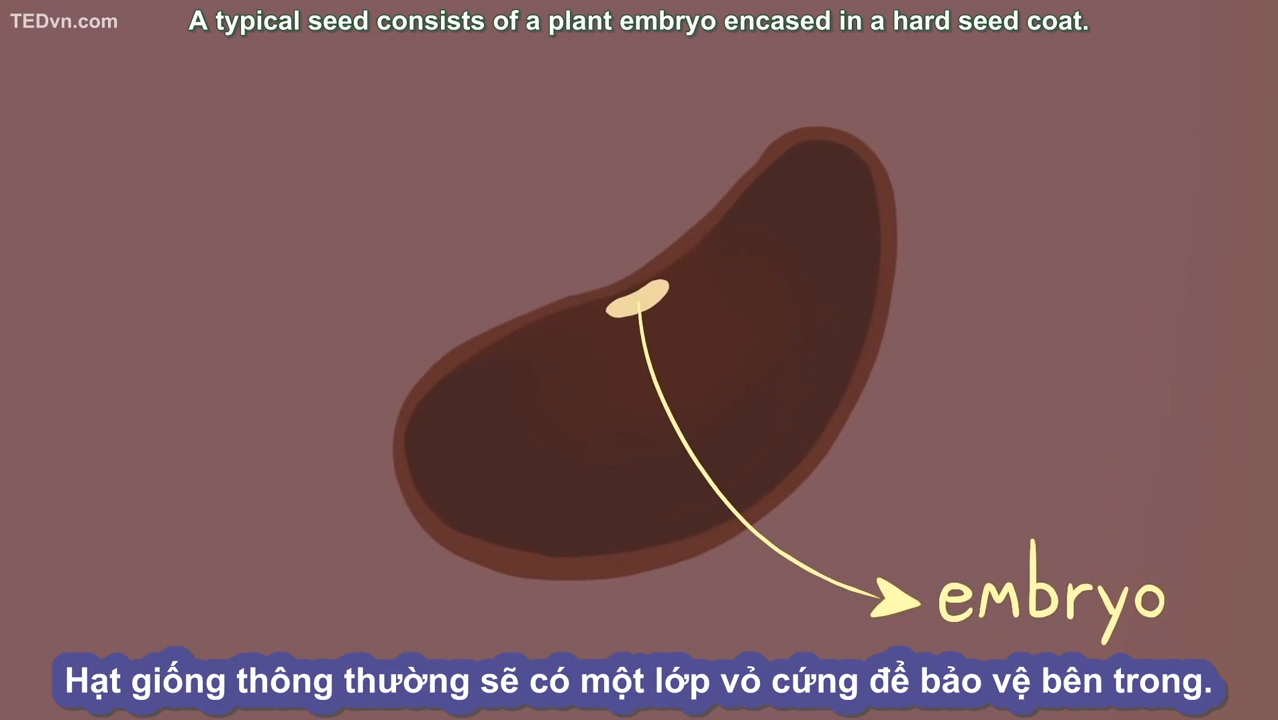 TEDvn.com
A typical seed consists of a plant embryo encased in a hard seed coat.
embryo
Hạt giống thông thường sẽ có một lớp vỏ cứng để bảo vệ bên trong.